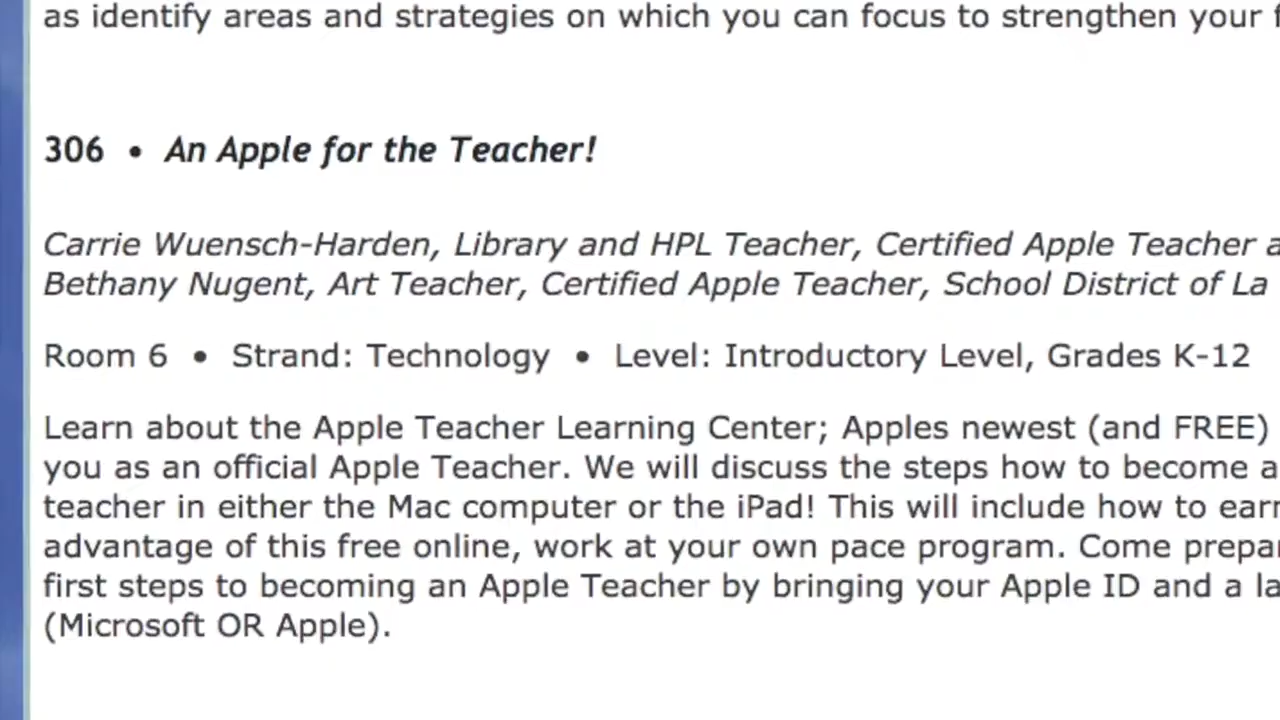 as identify areas and strategies on which you can focus to strengthen your
306 • An Apple for the Teacher!
Carrie Wuensch-Harden, Library and HPL Teacher, Certified Apple Teacher
Bethany Nugent, Art Teacher, Certified Apple Teacher, School District of La
Room 6 • Strand: Technology • Level: Introductory Level, Grades K-12
Learn about the Apple Teacher Learning Center; Apples newest (and FREE)
you as an official Apple Teacher. We will discuss the steps how to become a
teacher in either the Mac computer or the iPad! This will include how to earn
advantage of this free online, work at your own pace program. Come
first steps to becoming an Apple Teacher by bringing your Apple ID and a
(Microsoft OR Apple).